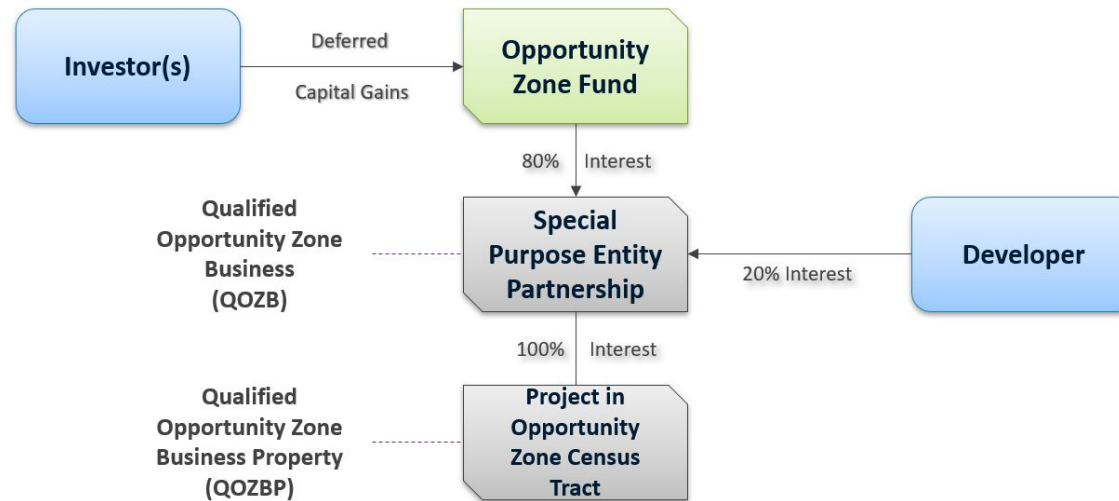 Investor(s)
Deferred
Capital Gains
Opportunity
Zone Fund
80% Interest
Qualified
Opportunity Zone
Business
(QOZB)
Special
Purpose Entity
Partnership
20% Interest
Developer
100% Interest
Qualified
Opportunity Zone
Business Property
(QOZBP)
Project in
Opportunity
Zone Census
Tract